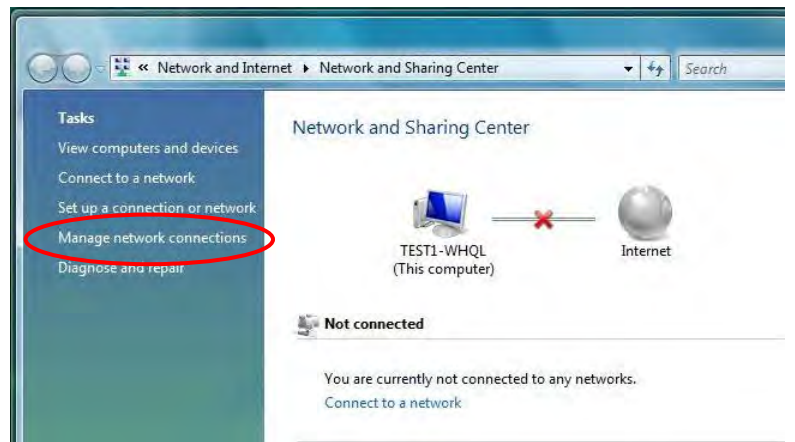 « Network and Internet ▸ Network and Sharing Center
Search
Tasks
View computers and devices
Connect to a network
Set up a connection or network
Manage network connections
Diagnose and repair
Network and Sharing Center
TEST1-WHQL
(This computer)
Internet
Not connected
You are currently not connected to any networks.
Connect to a network